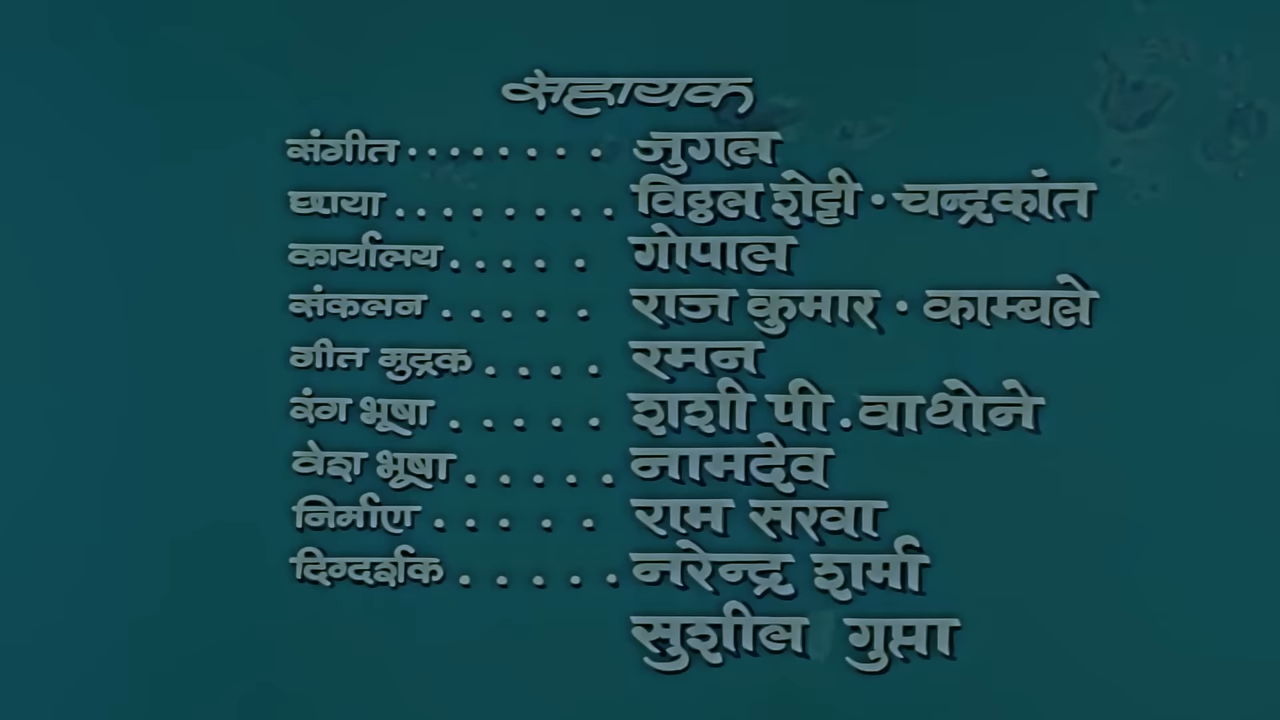 सहायक
संगीत ........ जुगल
छाया ........ विठ्ठल शेट्टी • चन्द्रकांत
कार्यालय ..... गोपाल
संकलन ..... राज कुमार • काम्बले
गीत मुद्रक .... रमन
रंग भूषा ..... शशी पी . वाधोने
वेश भूषा ..... नामदेव
निर्माण ..... राम सरवा
दिग्दर्शक ..... नरेन्द्र शर्मा
सुशील गुप्ता